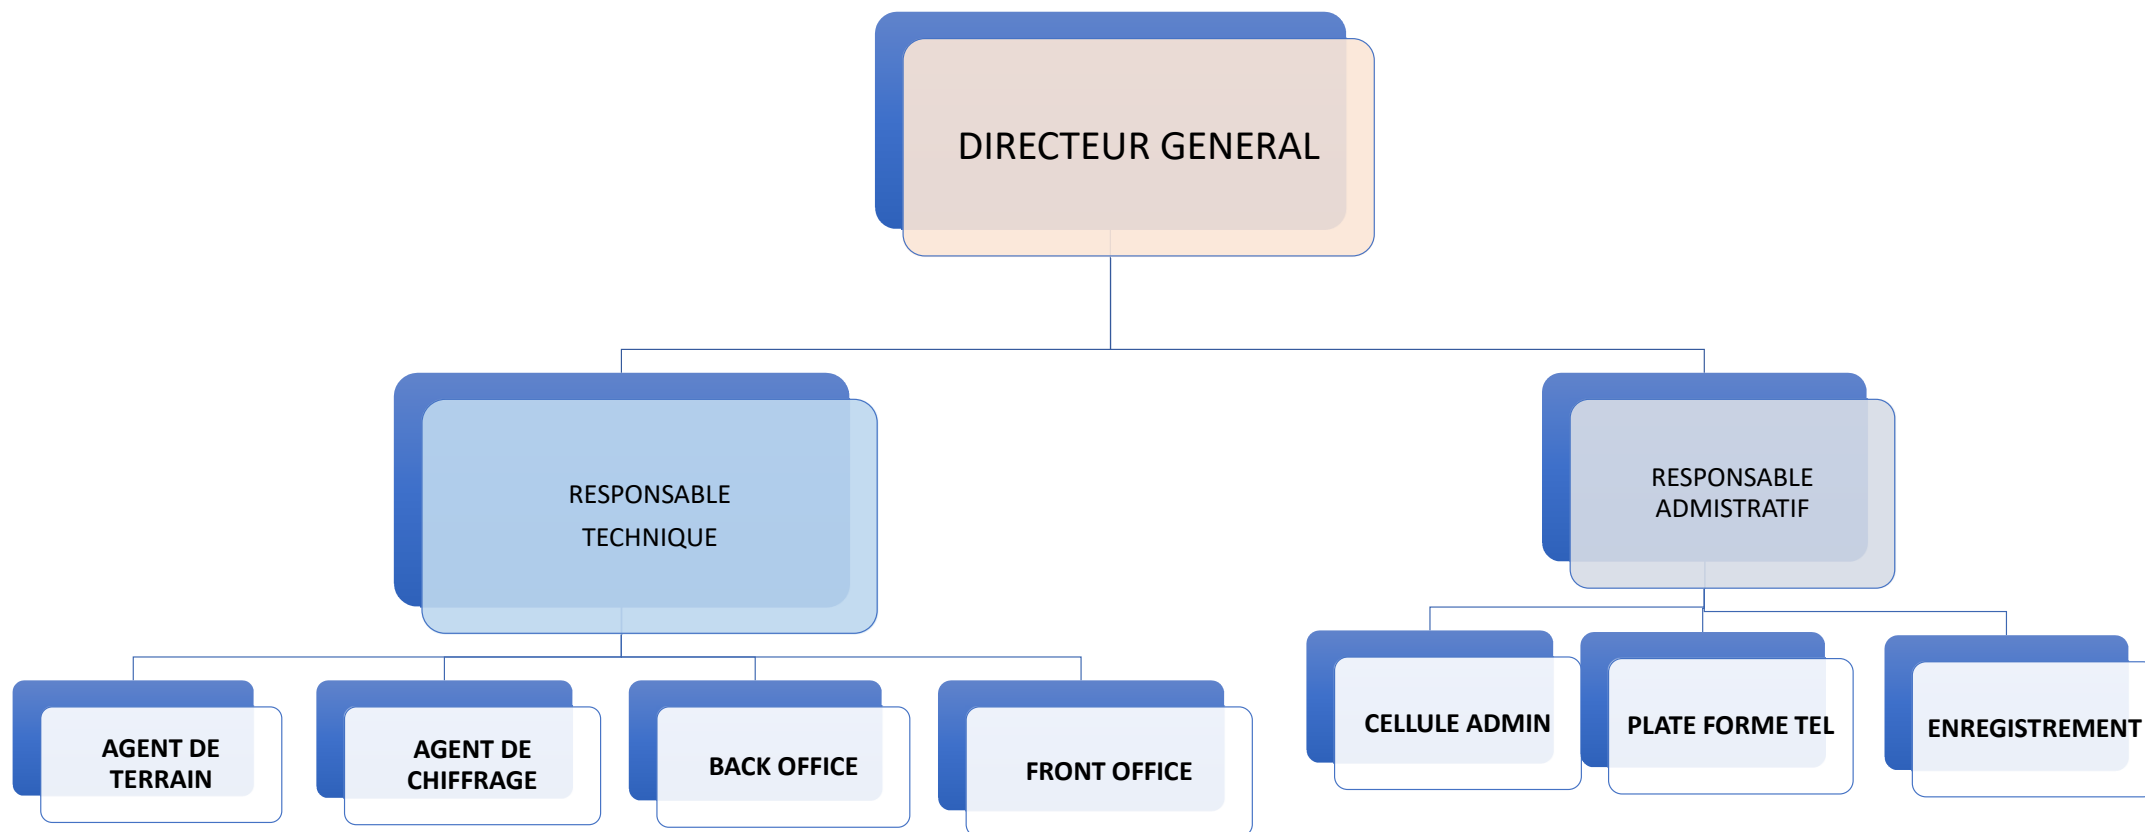 DIRECTEUR GENERAL
RESPONSABLE
TECHNIQUE
RESPONSABLE
ADMISTRATIF
AGENT DE
TERRAIN
AGENT DE
CHIFFRAGE
BACK OFFICE
FRONT OFFICE
CELLULE ADMIN
PLATE FORME TEL
ENREGISTREMENT